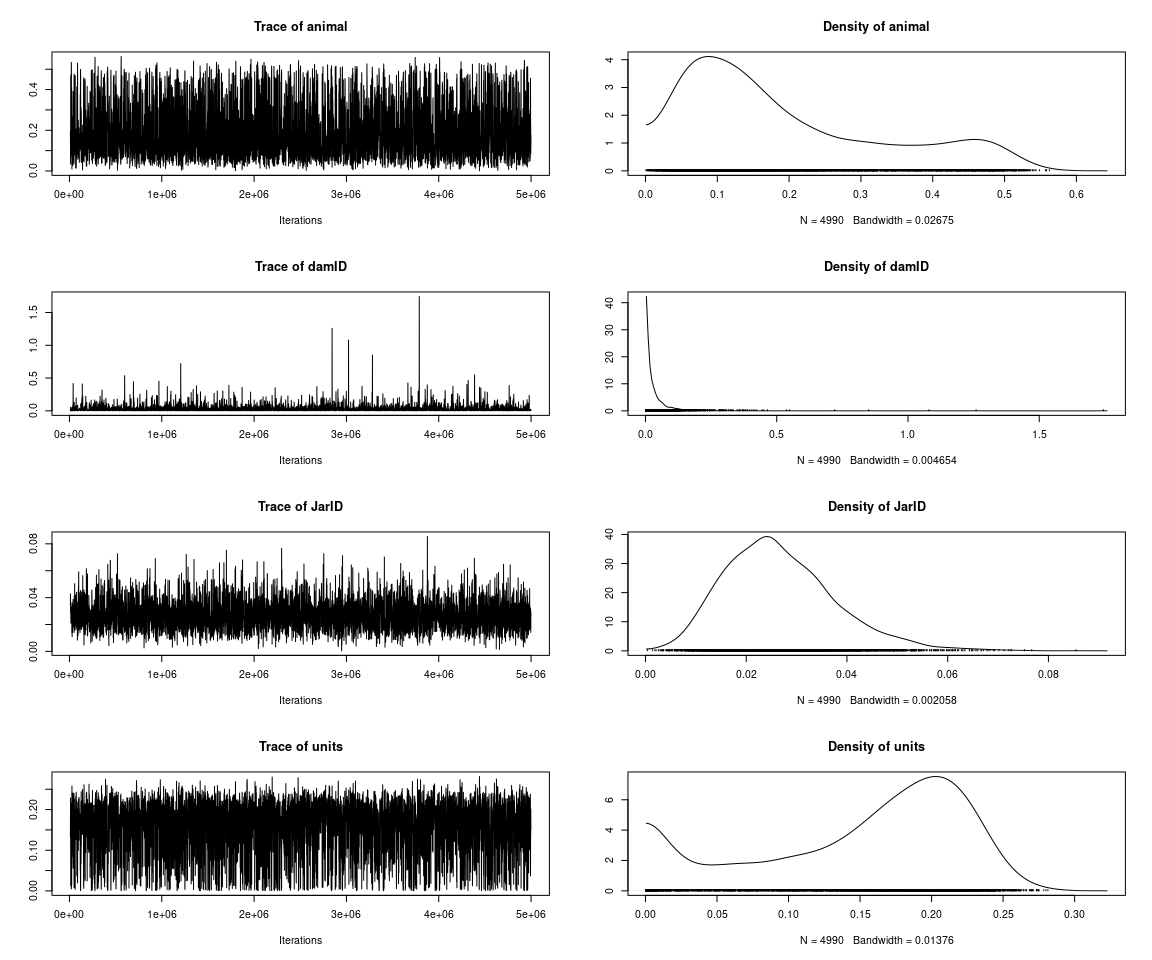 Trace of animal
0.0 0.2 0.4
0e+00 1e+06 2e+06 3e+06 4e+06 5e+06
Iterations
Density of animal
0 1 2 3 4
0.0 0.1 0.2 0.3 0.4 0.5 0.6
N = 4990 Bandwidth = 0.02675
Trace of damID
0.0 0.5 1.0 1.5
0e+00 1e+06 2e+06 3e+06 4e+06 5e+06
Iterations
Density of damID
0 10 20 30 40
0.0 0.5 1.0 1.5
N = 4990 Bandwidth = 0.004654
Trace of JarID
0.00 0.04 0.08
0e+00 1e+06 2e+06 3e+06 4e+06 5e+06
Iterations
Density of JarID
0 10 20 30 40
0.00 0.02 0.04 0.06 0.08
N = 4990 Bandwidth = 0.002058
Trace of units
0.00 0.10 0.20
0e+00 1e+06 2e+06 3e+06 4e+06 5e+06
Iterations
Density of units
0 2 4 6
0.00 0.05 0.10 0.15 0.20 0.25 0.30
N = 4990 Bandwidth = 0.01376